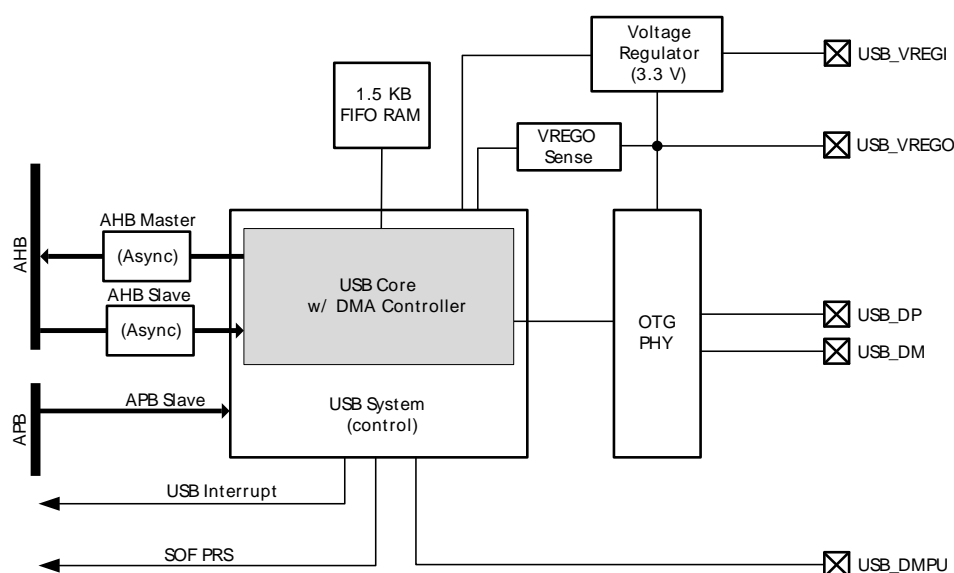 Voltage
Regulator
(3.3 V)
USB_VREGI
1.5 KB
FIFO RAM
VREGO
Sense
USB_VREGO
AHB
AHB Master
(Async)
AHB Slave
(Async)
USB Core
w/ DMA Controller
OTG
PHY
USB_DP
USB_DM
APB
APB Slave
USB System
(control)
USB Interrupt
SOF PRS
USB_DMPU